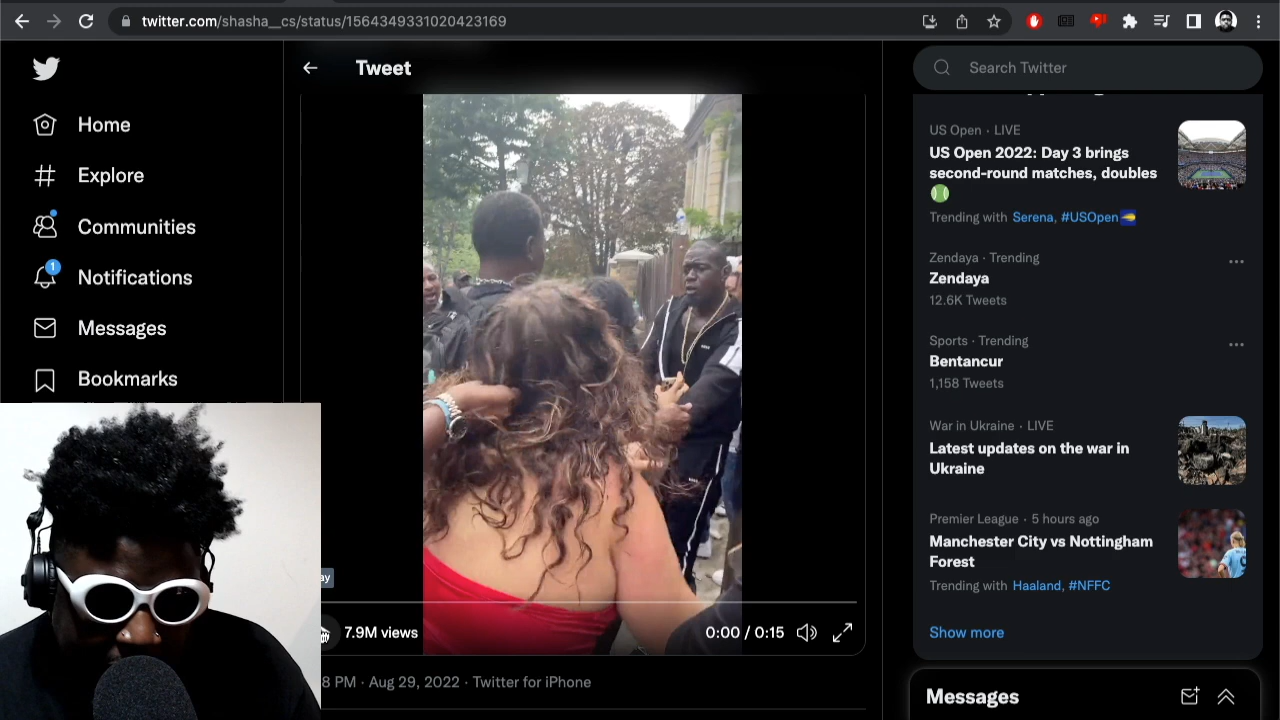 twitter.com/shasha__cs/status/1564349331020423169
Tweet
Search Twitter
Home
Explore
Communities
1
Notifications
Messages
Bookmarks
ay
7.9M views
0:00 / 0:15
8 PM · Aug 29, 2022 · Twitter for iPhone
US Open · LIVE
US Open 2022: Day 3 brings
second-round matches, doubles
Trending with Serena, #USOpen
Zendaya · Trending
Zendaya
12.6K Tweets
Sports · Trending
Bentancur
1,158 Tweets
War in Ukraine · LIVE
Latest updates on the war in
Ukraine
Premier League · 5 hours ago
Manchester City vs Nottingham
Forest
Trending with Haaland, #NFFC
Show more
Messages